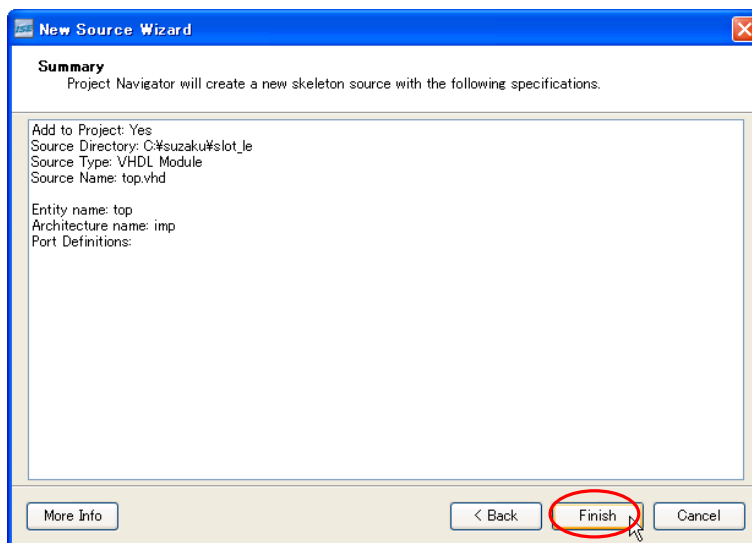 ISE New Source Wizard
Summary
Project Navigator will create a new skeleton source with the following specifications.
Add to Project: Yes
Source Directory: C:¥suzaku¥slot_le
Source Type: VHDL Module
Source Name: top.vhd
Entity name: top
Architecture name: imp
Port Definitions:
More Info
< Back
Finish
Cancel